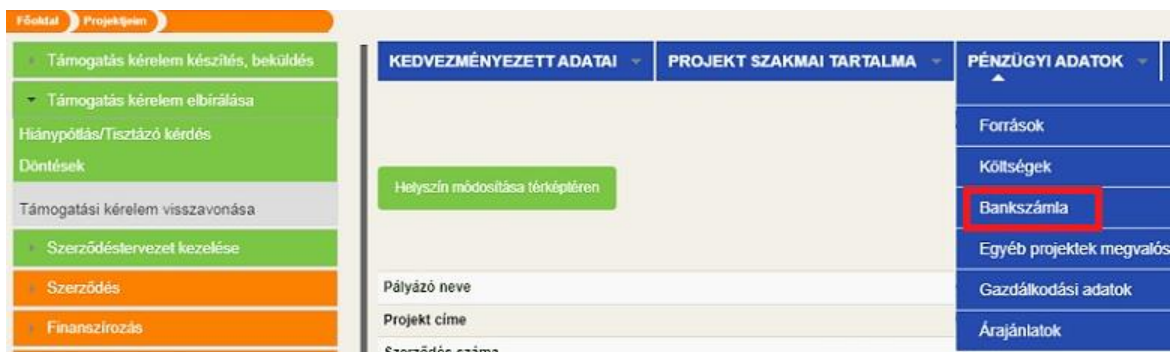 Főoldal Projektjeim
Támogatás kérelem készítés, beküldés
Támogatás kérelem elbírálása
Hiánypótlás/Tisztázó kérdés
Döntések
Támogatási kérelem visszavonása
Szerződéstervezet kezelése
Szerződés
Finanszírozás
KEDVEZMÉNYEZETT ADATAI
PROJEKT SZAKMAI TARTALMA
PÉNZÜGYI ADATOK
Források
Költségek
Bankszámla
Egyéb projektek megvalós
Gazdálkodási adatok
Árajánlatok
Helyszín módosítása térképtéren
Pályázó neve
Projekt címe
Szerződés száma